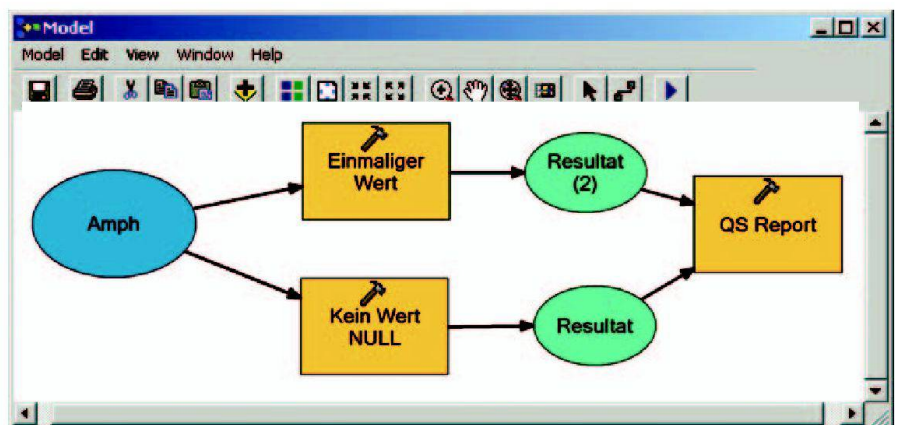 Model
Model Edit View Window Help
Amph
Einmaliger
Wert
Resultat
(2)
QS Report
Kein Wert
NULL
Resultat